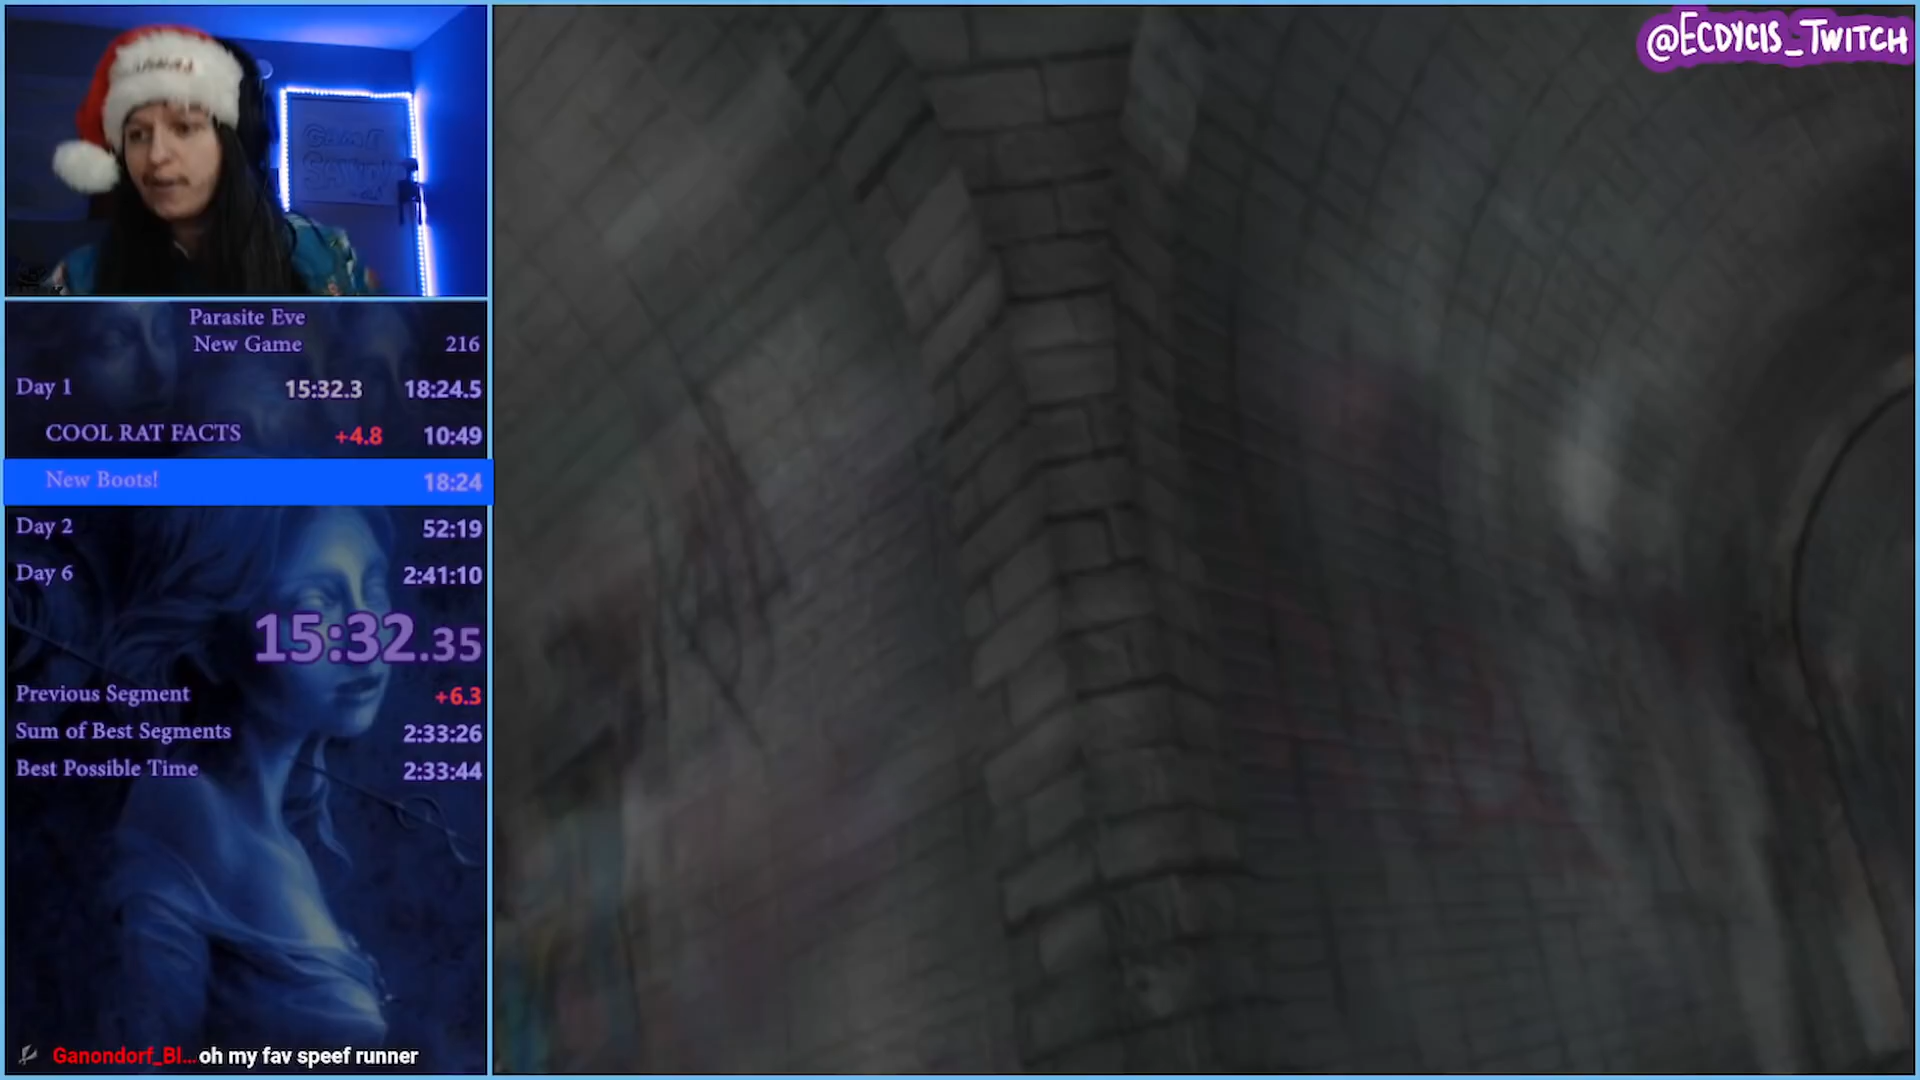 @ECDYCIS_TWITCH
GAME
Parasite Eve
New Game 216
Day 1 15:32.3 18:24.5
COOL RAT FACTS +4.8 10:49
New Boots! 18:24
Day 2 52:19
Day 6 2:41:10
15:32.35
Previous Segment +6.3
Sum of Best Segments 2:33:26
Best Possible Time 2:33:44
Ganondorf_Bl... oh my fav speef runner